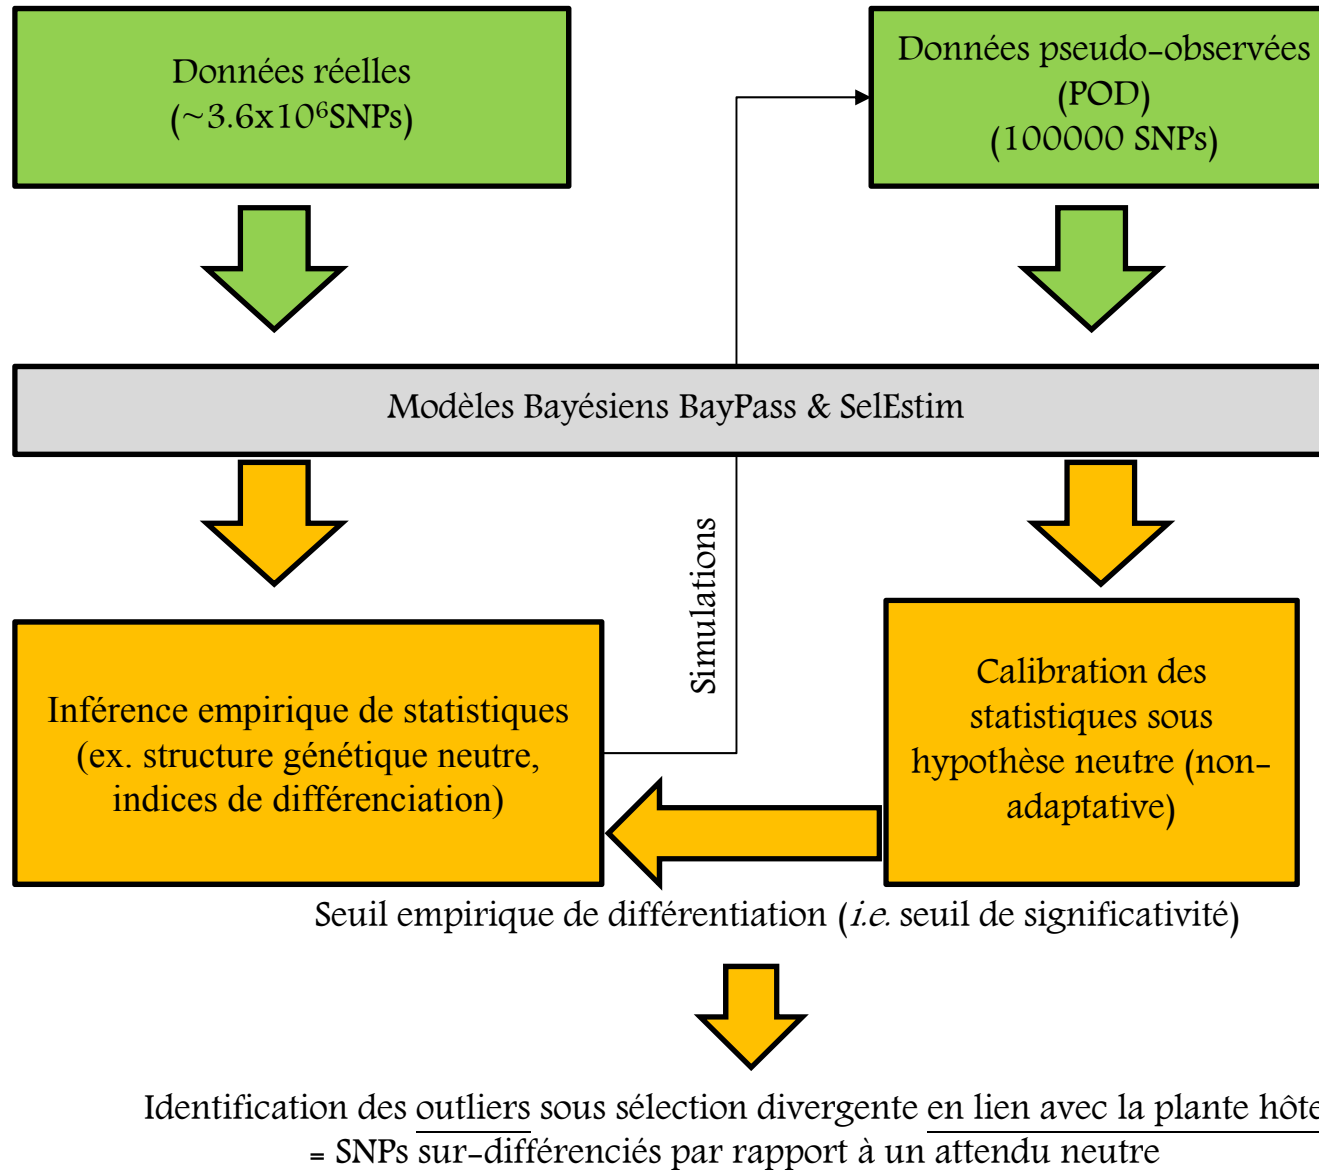 Données réelles
(~3.6x10⁶SNPs)
Données pseudo-observées
(POD)
(100000 SNPs)
Modèles Bayésiens BayPass & SelEstim
Simulations
Inférence empirique de statistiques
(ex. structure génétique neutre,
indices de différenciation)
Calibration des
statistiques sous
hypothèse neutre (non-
adaptative)
Seuil empirique de différentiation (i.e. seuil de significativité)
Identification des outliers sous sélection divergente en lien avec la plante hôte
= SNPs sur-différenciés par rapport à un attendu neutre